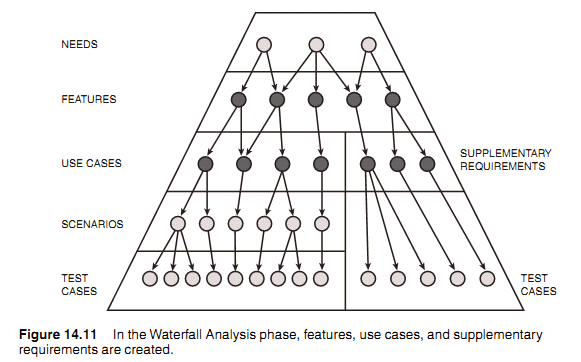 NEEDS
FEATURES
USE CASES
SUPPLEMENTARY
REQUIREMENTS
SCENARIOS
TEST
CASES
TEST
CASES
Figure 14.11 In the Waterfall Analysis phase, features, use cases, and supplementary
requirements are created.